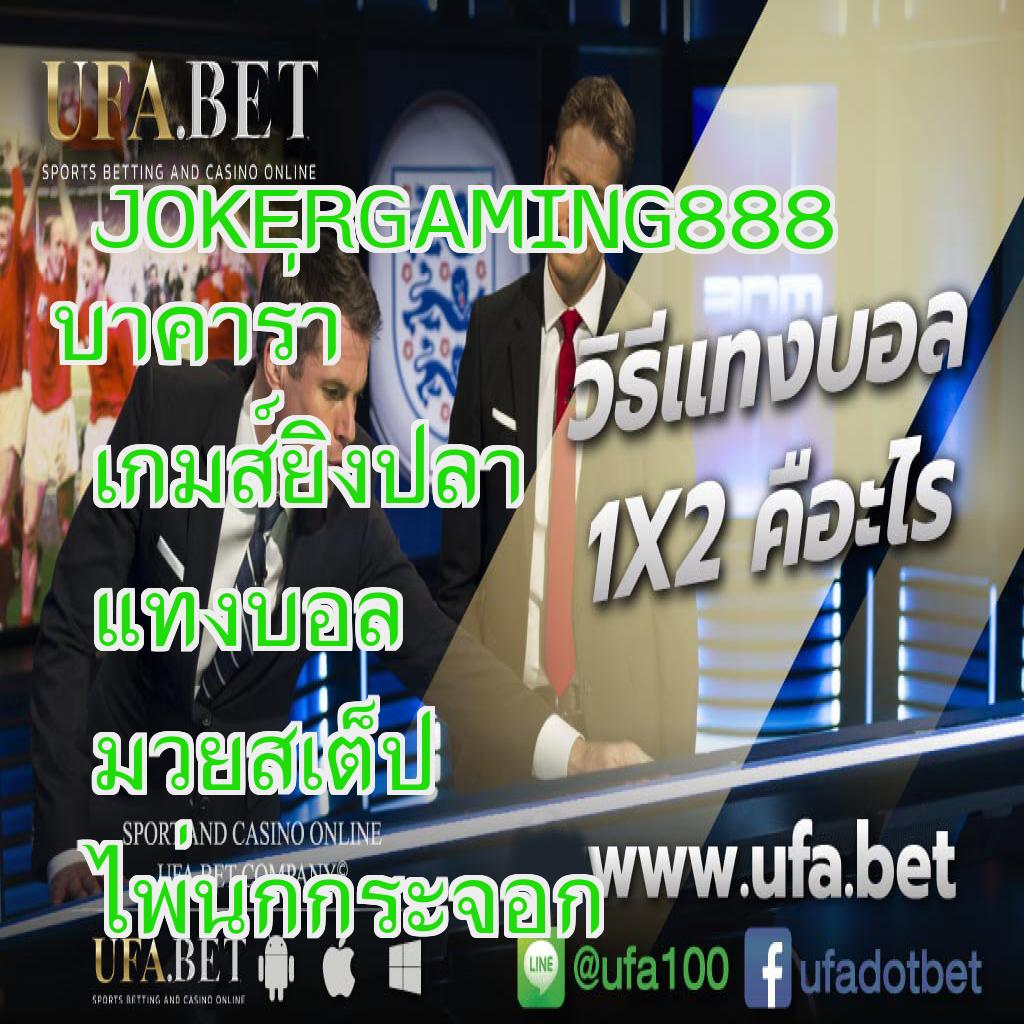 UFA.BET
SPORTS BETTING AND CASINO ONLINE
JOKERGAMING888
บาคาร่า
เกมส์ยิงปลา
แทงบอล
มวยสเต็ป
ไพ่นกกระจอก
วิธีแทงบอล
1X2 คืออะไร
SPORT AND CASINO ONLINE
UFA.BET COMPANY©
www.ufa.bet
UFA.BET
SPORTS BETTING AND CASINO ONLINE
LINE @ufa100
f ufadotbet